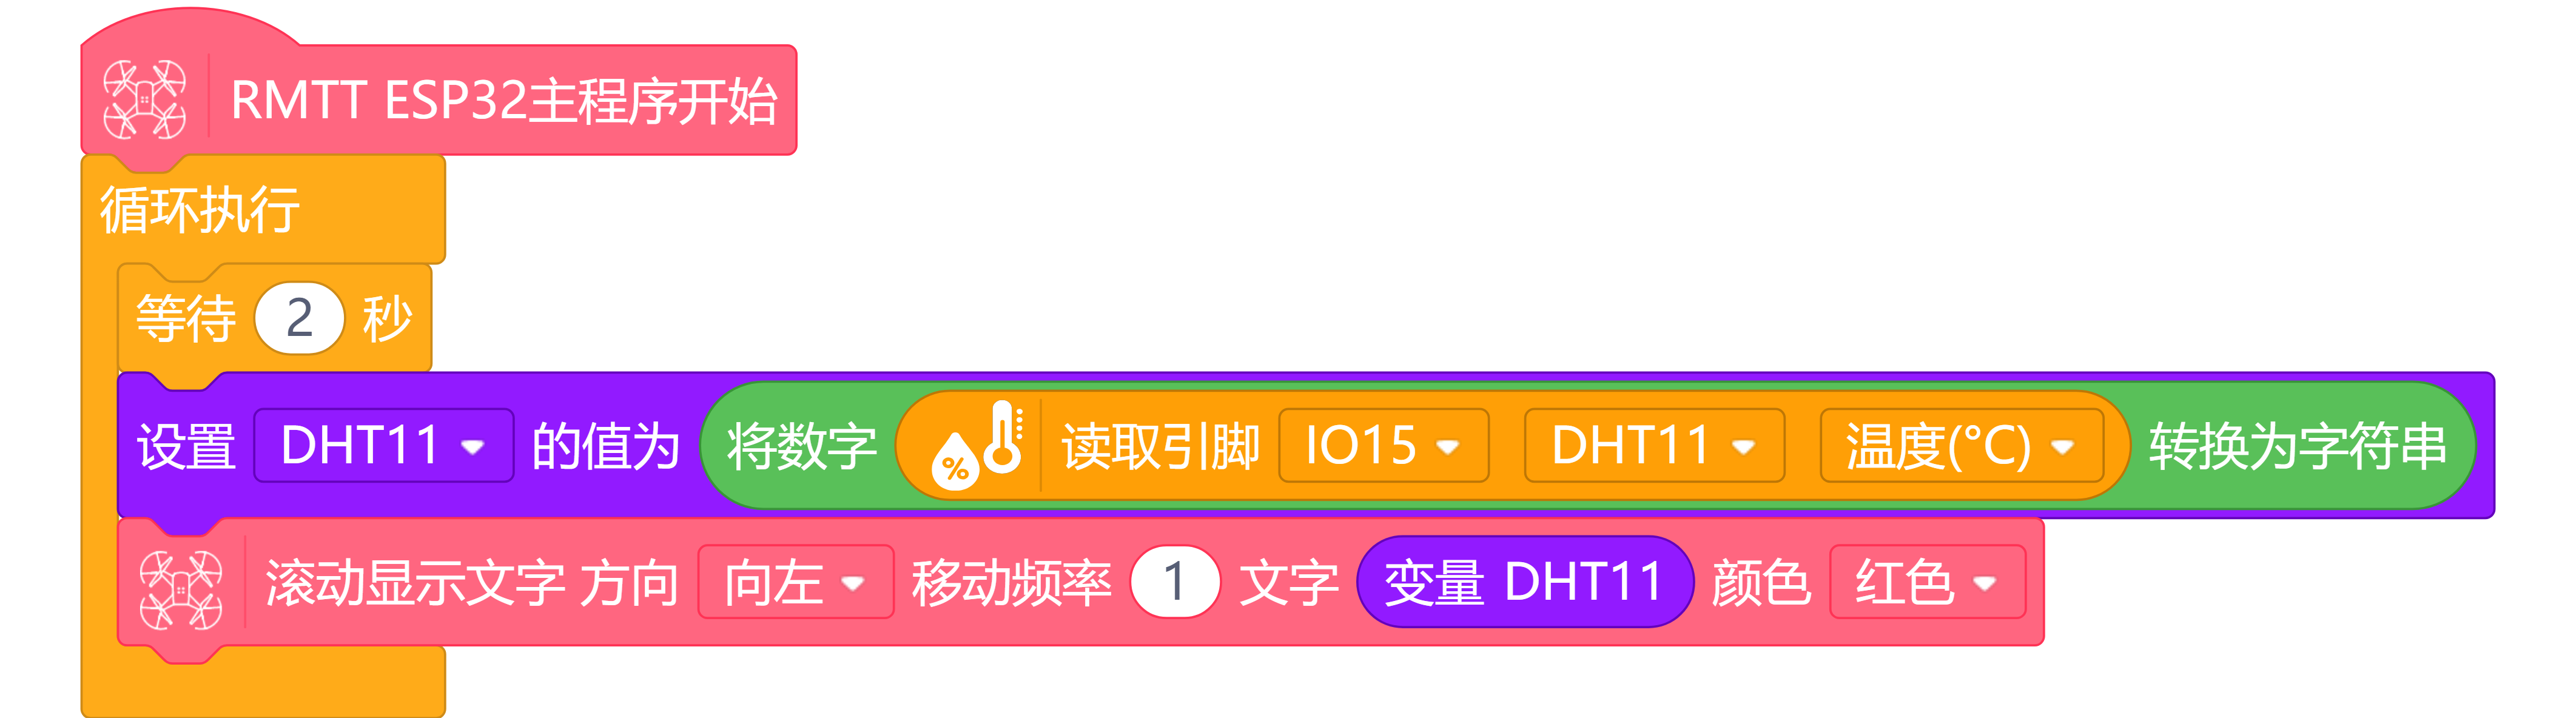 RMTT ESP32主程序开始
循环执行
等待 2 秒
设置 DHT11 的值为 将数字 % 读取引脚 IO15 DHT11 温度(°C) 转换为字符串
滚动显示文字 方向 向左 移动频率 1 文字 变量 DHT11 颜色 红色